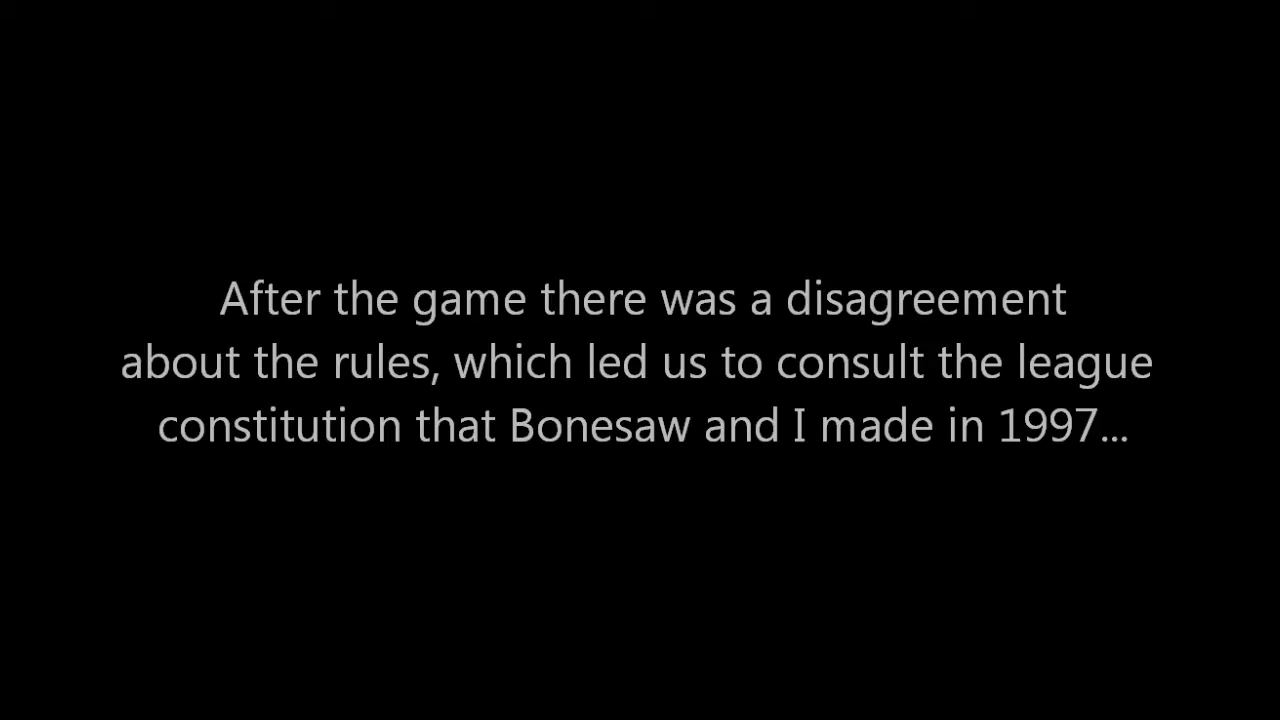 After the game there was a disagreement
about the rules, which led us to consult the league
constitution that Bonesaw and I made in 1997...